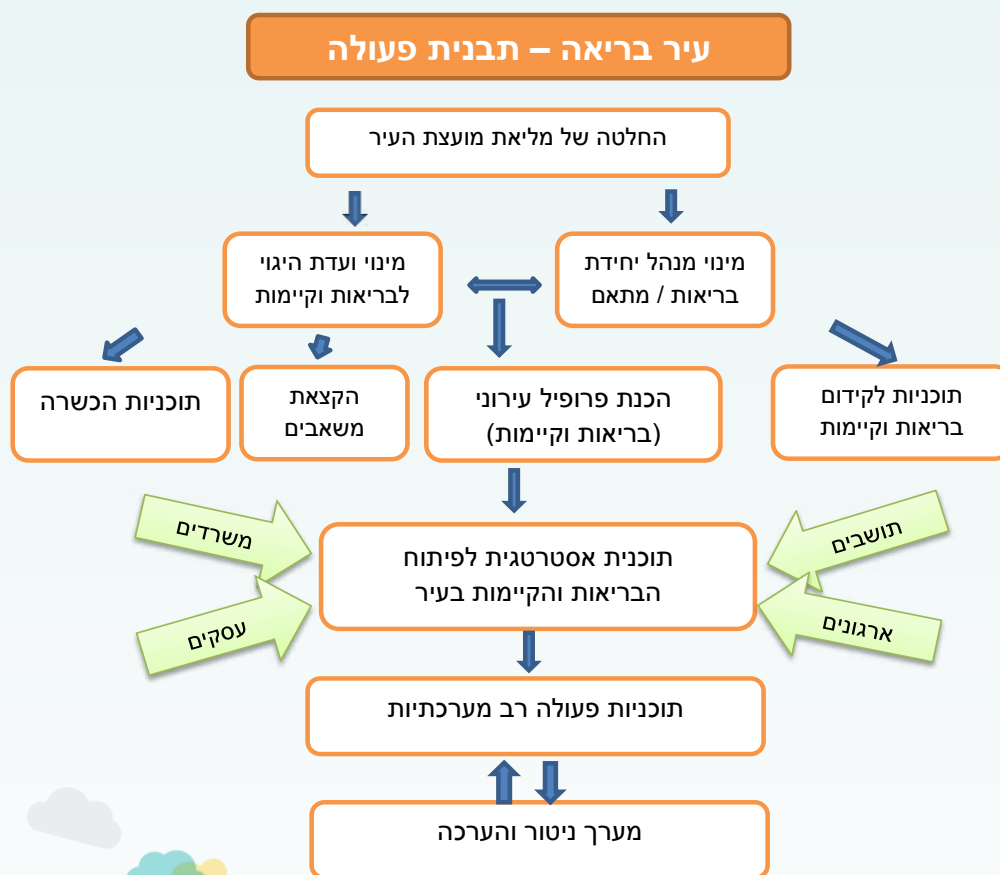 עיר בריאה – תבנית פעולה
החלטה של מליאת מועצת העיר
מינוי מנהל יחידת
בריאות / מתאם
מינוי ועדת היגוי
לבריאות וקיימות
תוכניות לקידום
בריאות וקיימות
הכנת פרופיל עירוני
(בריאות וקיימות)
הקצאת
משאבים
תוכניות הכשרה
תושבים
משרדים
תוכנית אסטרטגית לפיתוח
הבריאות והקיימות בעיר
ארגונים
עסקים
תוכניות פעולה רב מערכתיות
מערך ניטור והערכה